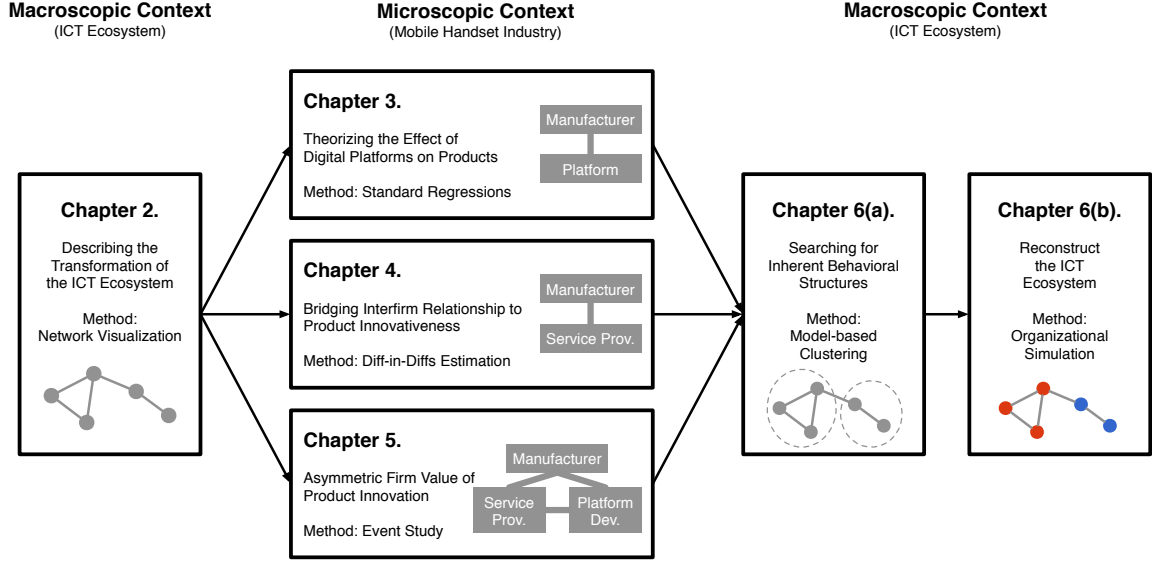 Macroscopic Context
(ICT Ecosystem)
Microscopic Context
(Mobile Handset Industry)
Macroscopic Context
(ICT Ecosystem)
Chapter 2.
Describing the
Transformation of
the ICT Ecosystem
Method:
Network Visualization
Chapter 3.
Theorizing the Effect of
Digital Platforms on Products
Method: Standard Regressions
Manufacturer
Platform
Chapter 4.
Bridging Interfirm Relationship to
Product Innovativeness
Method: Diff-in-Diffs Estimation
Manufacturer
Service Prov.
Chapter 5.
Asymmetric Firm Value of
Product Innovation
Method: Event Study
Manufacturer
Service
Prov.
Platform
Dev.
Chapter 6(a).
Searching for
Inherent Behavioral
Structures
Method:
Model-based
Clustering
Chapter 6(b).
Reconstruct
the ICT
Ecosystem
Method:
Organizational
Simulation